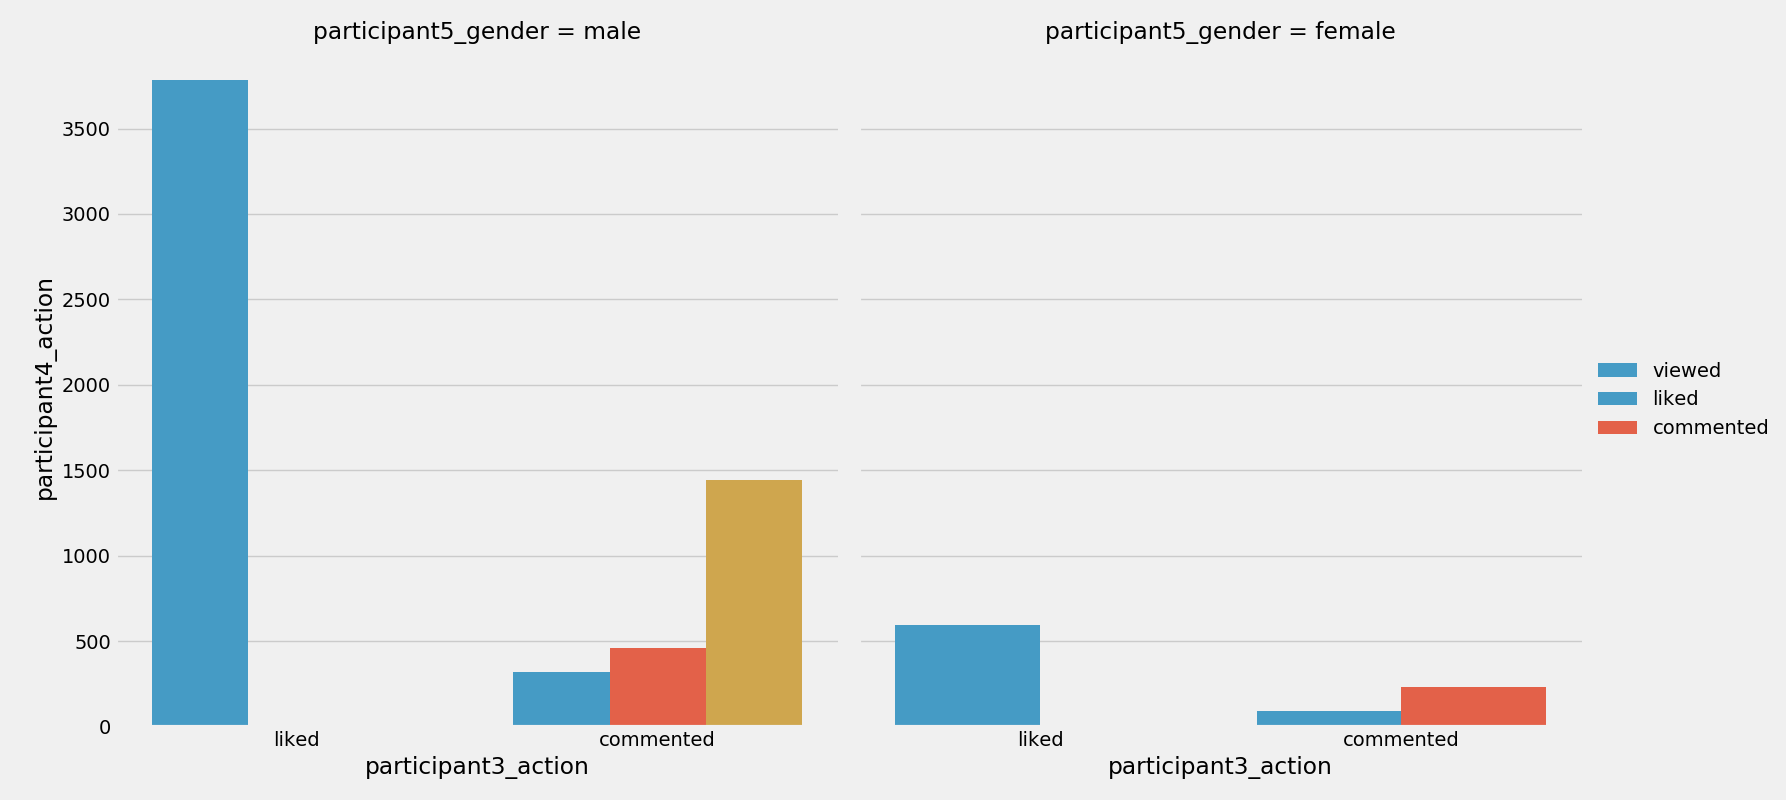 participant5_gender = male
participant5_gender = female
participant4_action
3500
3000
2500
2000
1500
1000
500
0
liked
commented
liked
commented
participant3_action
participant3_action
viewed
liked
commented